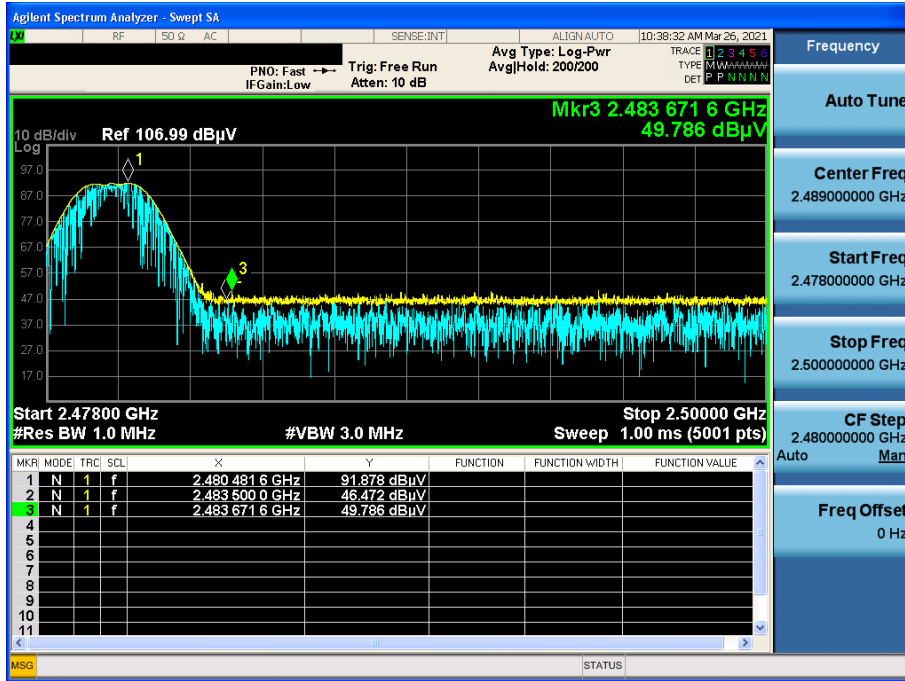 Agilent Spectrum Analyzer - Swept SA
LXI RF 50 Ω AC SENSE:INT ALIGN AUTO 10:38:32 AM Mar 26, 2021
PNO: Fast Trig: Free Run Avg Type: Log-Pwr TRACE 1 2 3 4 5 6
IFGain:Low Atten: 10 dB Avg|Hold: 200/200 TYPE M W W W W W
DET P P N N N N
Mkr3 2.483 671 6 GHz
49.786 dBµV
10 dB/div Ref 106.99 dBµV
Log
97.0
87.0
77.0
67.0
57.0
47.0
37.0
27.0
17.0
1
3
Start 2.47800 GHz Stop 2.50000 GHz
#Res BW 1.0 MHz #VBW 3.0 MHz Sweep 1.00 ms (5001 pts)
MKR MODE TRC SCL X Y FUNCTION FUNCTION WIDTH FUNCTION VALUE
1 N 1 f 2.480 481 6 GHz 91.878 dBµV
2 N 1 f 2.483 500 0 GHz 46.472 dBµV
3 N 1 f 2.483 671 6 GHz 49.786 dBµV
4
5
6
7
8
9
10
11
MSG STATUS
Frequency
Auto Tune
Center Freq
2.489000000 GHz
Start Freq
2.478000000 GHz
Stop Freq
2.500000000 GHz
CF Step
2.480000000 GHz
Auto Man
Freq Offset
0 Hz